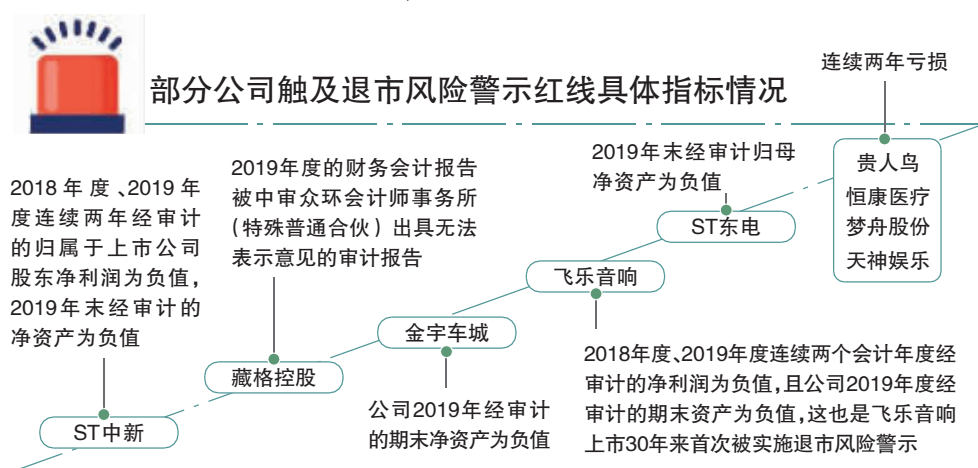 部分公司触及退市风险警示红线具体指标情况
2018年度、2019年
度连续两年经审计
的归属于上市公司
股东净利润为负值,
2019年末经审计的
净资产为负值
ST中新
2019年度的财务会计报告
被中审众环会计师事务所
(特殊普通合伙)出具无法
表示意见的审计报告
藏格控股
金宇车城
公司2019年经审计
的期末净资产为负值
飞乐音响
2018年度、2019年度连续两个会计年度经
审计的净利润为负值,且公司2019年度经
审计的期末资产为负值,这也是飞乐音响
上市30年来首次被实施退市风险警示
2019年末经审计归母
净资产为负值
ST东电
连续两年亏损
贵人鸟
恒康医疗
梦舟股份
天神娱乐